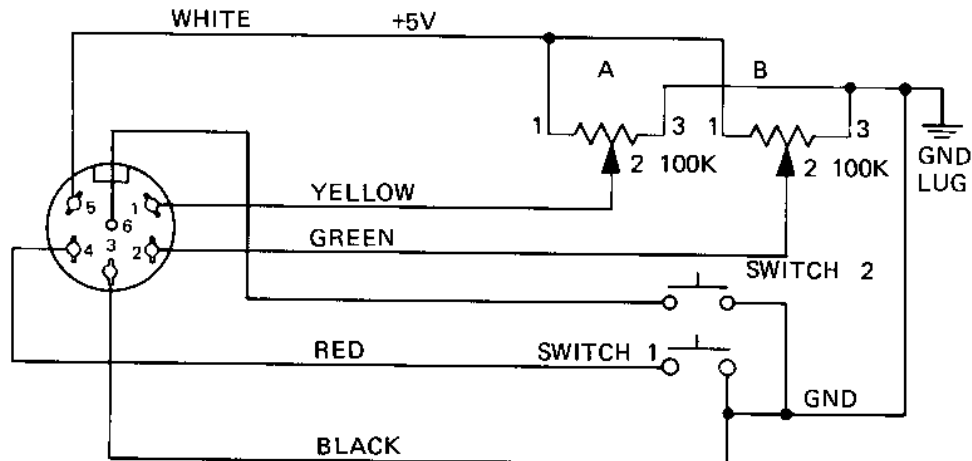 WHITE
+5V
A
B
1
3
1
3
2 100K
2 100K
GND
LUG
5
1
6
4
3
2
YELLOW
GREEN
SWITCH 2
RED
SWITCH 1
GND
BLACK